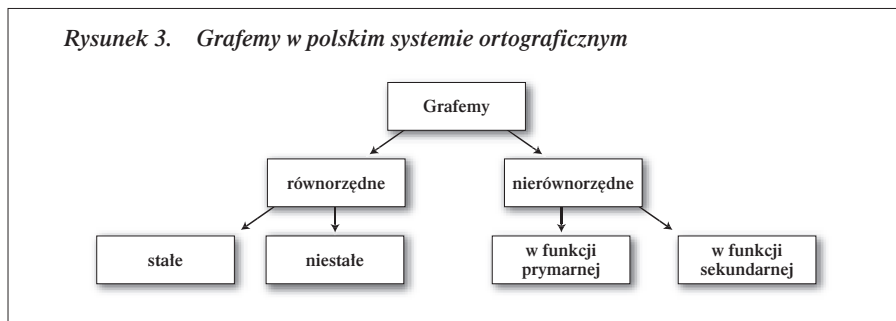 Rysunek 3. Grafemy w polskim systemie ortograficznym
Grafemy
równorzędne
nierównorzędne
stałe
niestałe
w funkcji
prymarnej
w funkcji
sekundarnej